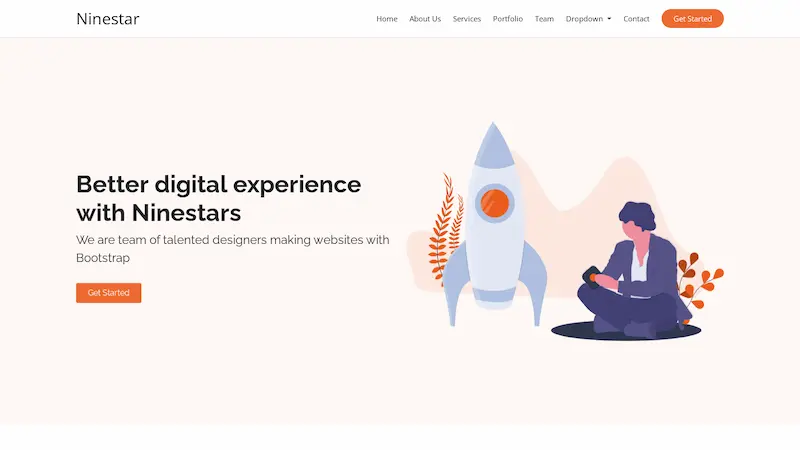 Ninestar
Home About Us Services Portfolio Team Dropdown Contact Get Started
Better digital experience
with Ninestars
We are team of talented designers making websites with
Bootstrap
Get Started